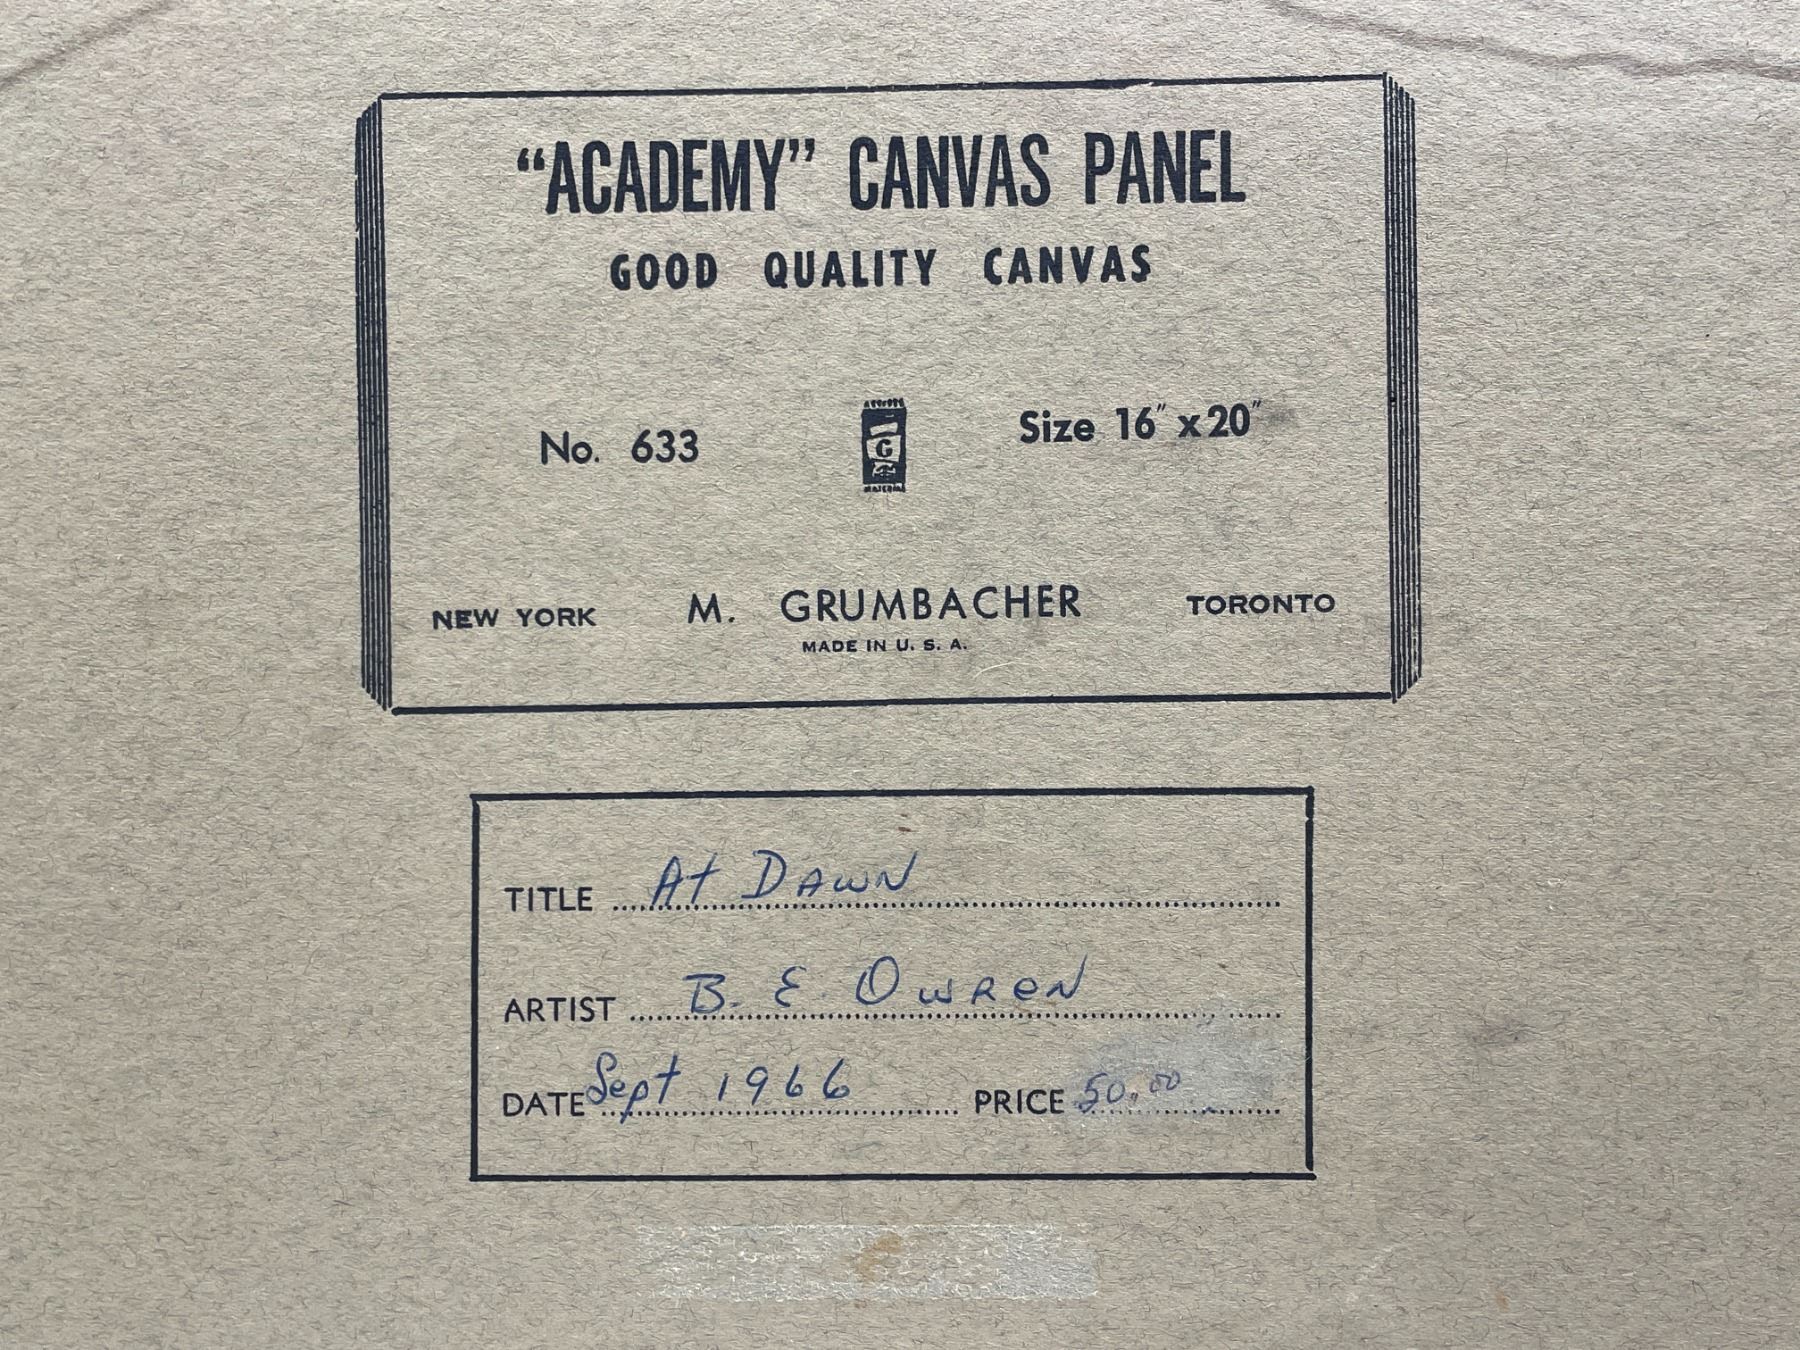 “ACADEMY” CANVAS PANEL
GOOD QUALITY CANVAS
No. 633 G Size 16" x 20"
NEW YORK M. GRUMBACHER TORONTO
MADE IN U. S. A.
TITLE At DAWN
ARTIST B. E. OWREN
DATE Sept 1966 PRICE 50.00